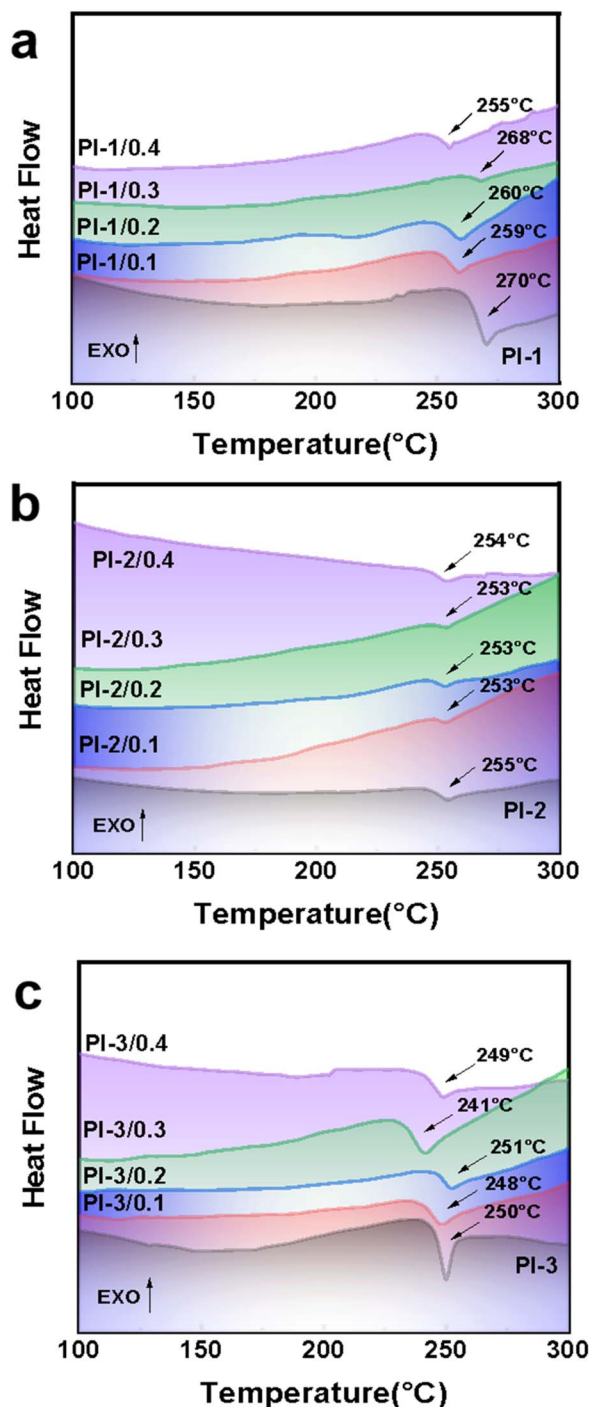 a
Heat Flow
PI-1/0.4
PI-1/0.3
PI-1/0.2
PI-1/0.1
255°C
268°C
260°C
259°C
270°C
PI-1
EXO
100 150 200 250 300
Temperature(°C)
b
Heat Flow
PI-2/0.4
PI-2/0.3
PI-2/0.2
PI-2/0.1
254°C
253°C
253°C
253°C
255°C
PI-2
EXO
100 150 200 250 300
Temperature(°C)
c
Heat Flow
PI-3/0.4
PI-3/0.3
PI-3/0.2
PI-3/0.1
249°C
241°C
251°C
248°C
250°C
PI-3
EXO
100 150 200 250 300
Temperature(°C)